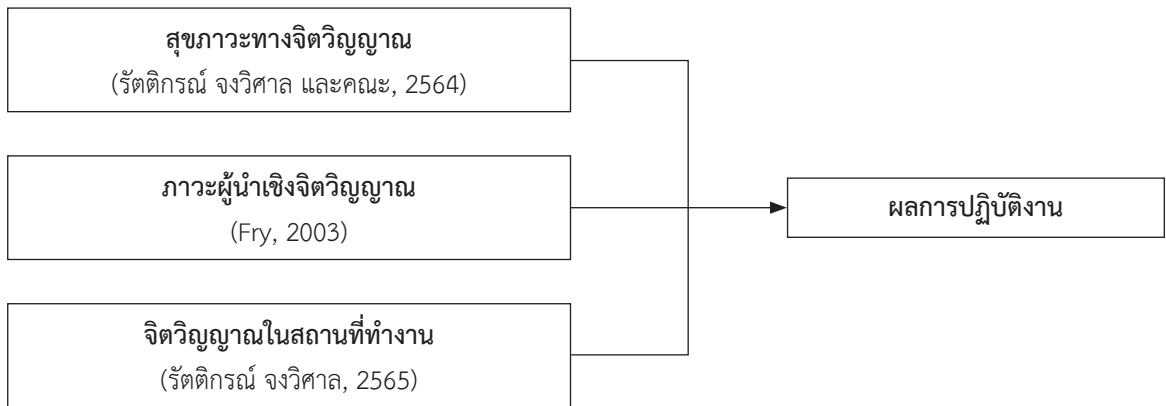 สุขภาวะทางจิตวิญญาณ
(รัตติกรณ์ จงวิศาล และคณะ, 2564)
ภาวะผู้นำเชิงจิตวิญญาณ
(Fry, 2003)
ผลการปฏิบัติงาน
จิตวิญญาณในสถานที่ทำงาน
(รัตติกรณ์ จงวิศาล, 2565)